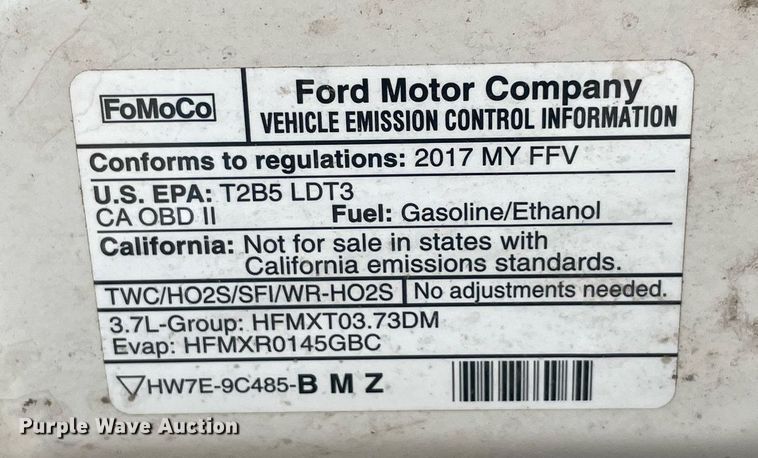 FoMoCo
Ford Motor Company
VEHICLE EMISSION CONTROL INFORMATION
Conforms to regulations: 2017 MY FFV
U.S. EPA: T2B5 LDT3
CA OBD II Fuel: Gasoline/Ethanol
California: Not for sale in states with
California emissions standards.
TWC/HO2S/SFI/WR-HO2S No adjustments needed.
3.7L-Group: HFMXT03.73DM
Evap: HFMXR0145GBC
HW7E-9C485-B M Z
Purple Wave Auction